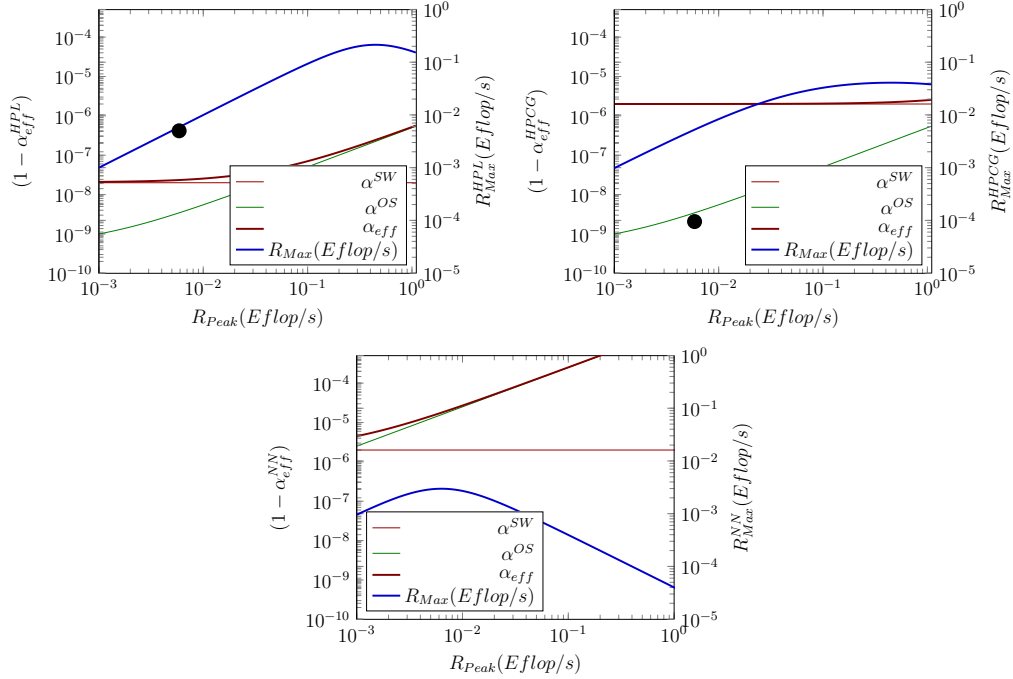 10^{-4}
10^{-5}
10^{-6}
10^{-7}
10^{-8}
10^{-9}
10^{-10}
(1 − α_{eff}^{HPL})
10^{-3}
10^{-2}
10^{-1}
10^{0}
R_{Peak}(Eflop/s)
10^{0}
10^{-1}
10^{-2}
10^{-3}
10^{-4}
10^{-5}
R_{Max}^{HPL}(Eflop/s)
α^{SW}
α^{OS}
α_{eff}
R_{Max}(Eflop/s)
10^{-4}
10^{-5}
10^{-6}
10^{-7}
10^{-8}
10^{-9}
10^{-10}
(1 − α_{eff}^{HPCG})
10^{-3}
10^{-2}
10^{-1}
10^{0}
R_{Peak}(Eflop/s)
10^{0}
10^{-1}
10^{-2}
10^{-3}
10^{-4}
10^{-5}
R_{Max}^{HPCG}(Eflop/s)
α^{SW}
α^{OS}
α_{eff}
R_{Max}(Eflop/s)
10^{-4}
10^{-5}
10^{-6}
10^{-7}
10^{-8}
10^{-9}
10^{-10}
(1 − α_{eff}^{NN})
10^{-3}
10^{-2}
10^{-1}
10^{0}
R_{Peak}(Eflop/s)
10^{0}
10^{-1}
10^{-2}
10^{-3}
10^{-4}
10^{-5}
R_{Max}^{NN}(Eflop/s)
α^{SW}
α^{OS}
α_{eff}
R_{Max}(Eflop/s)